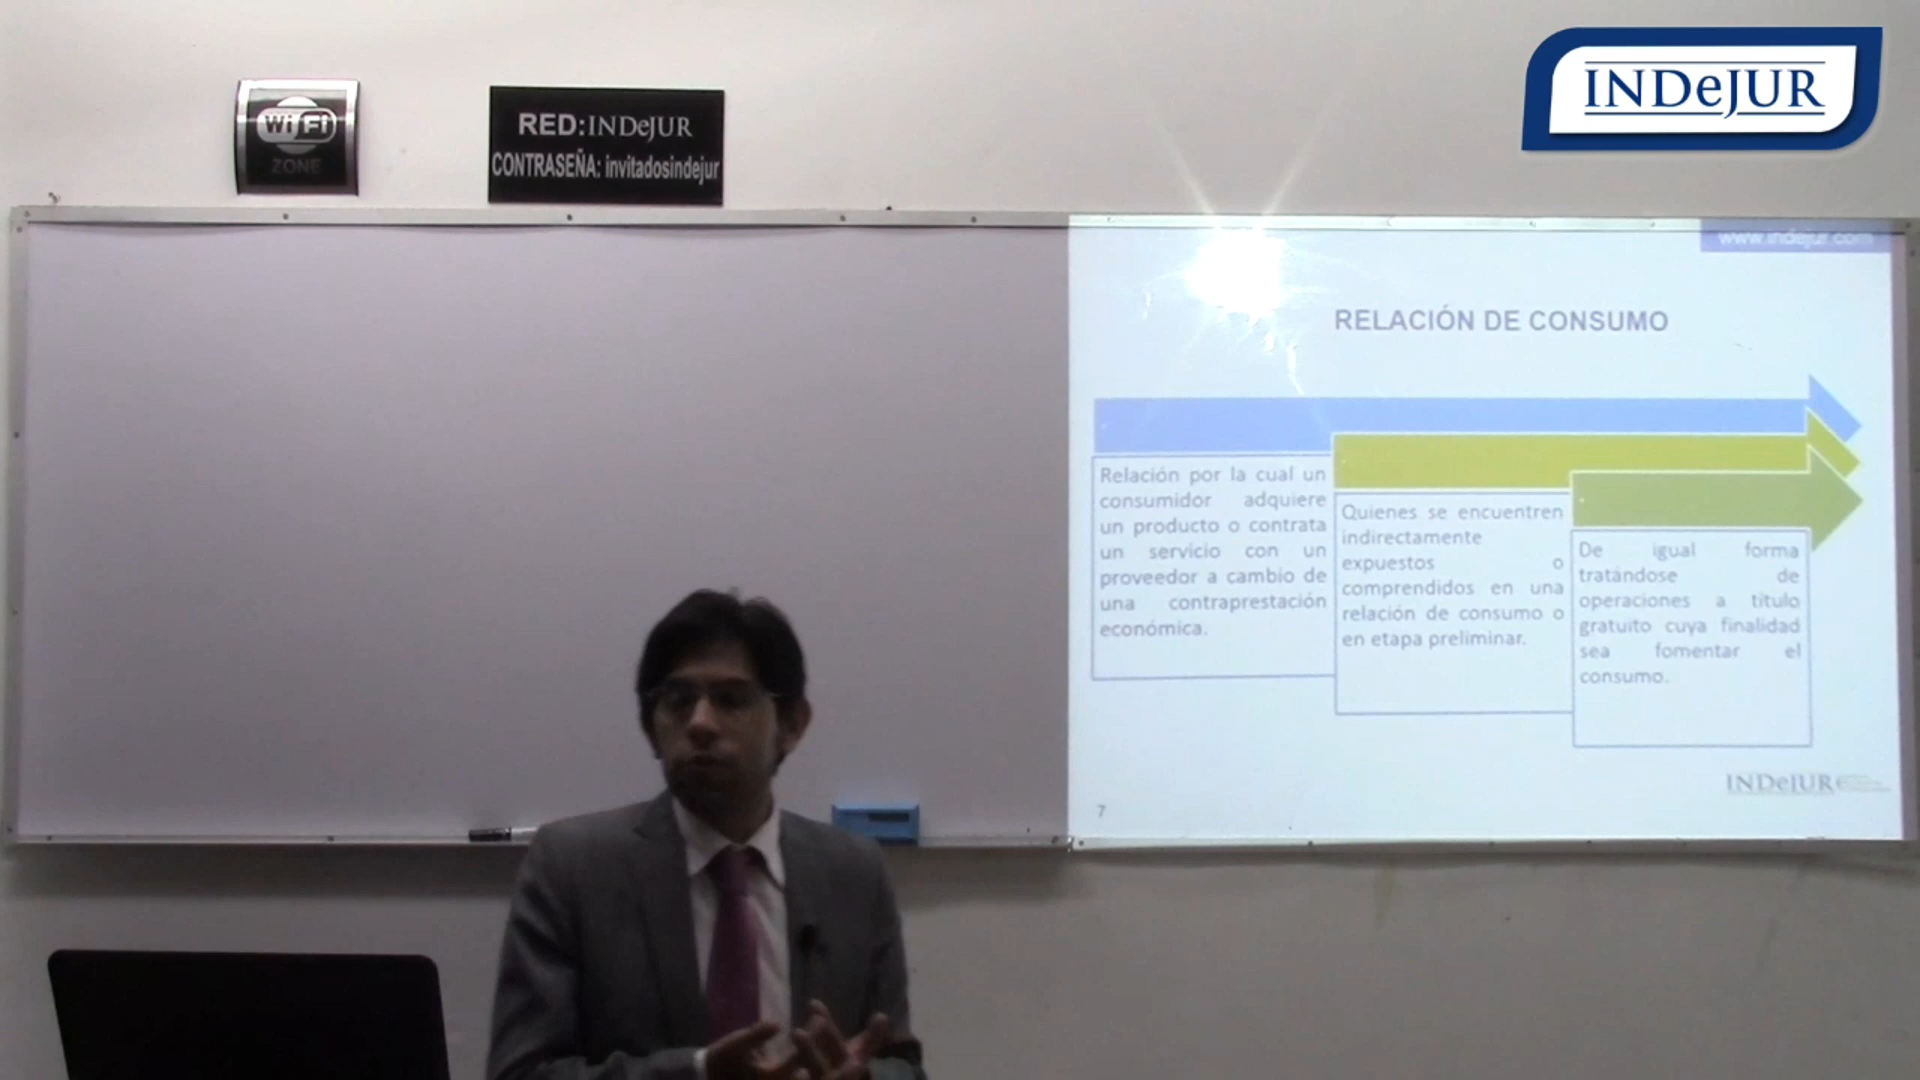 INDeJUR
WiFi
ZONE
RED:INDeJUR
CONTRASEÑA: invitadosindejur
www.indejur.com
RELACIÓN DE CONSUMO
Relación por la cual un
consumidor adquiere
un producto o contrata
un servicio con un
proveedor a cambio de
una contraprestación
económica.
Quienes se encuentren
indirectamente
expuestos o
comprendidos en una
relación de consumo o
en etapa preliminar.
De igual forma
tratándose de
operaciones a título
gratuito cuya finalidad
sea fomentar el
consumo.
INDeJUR
7